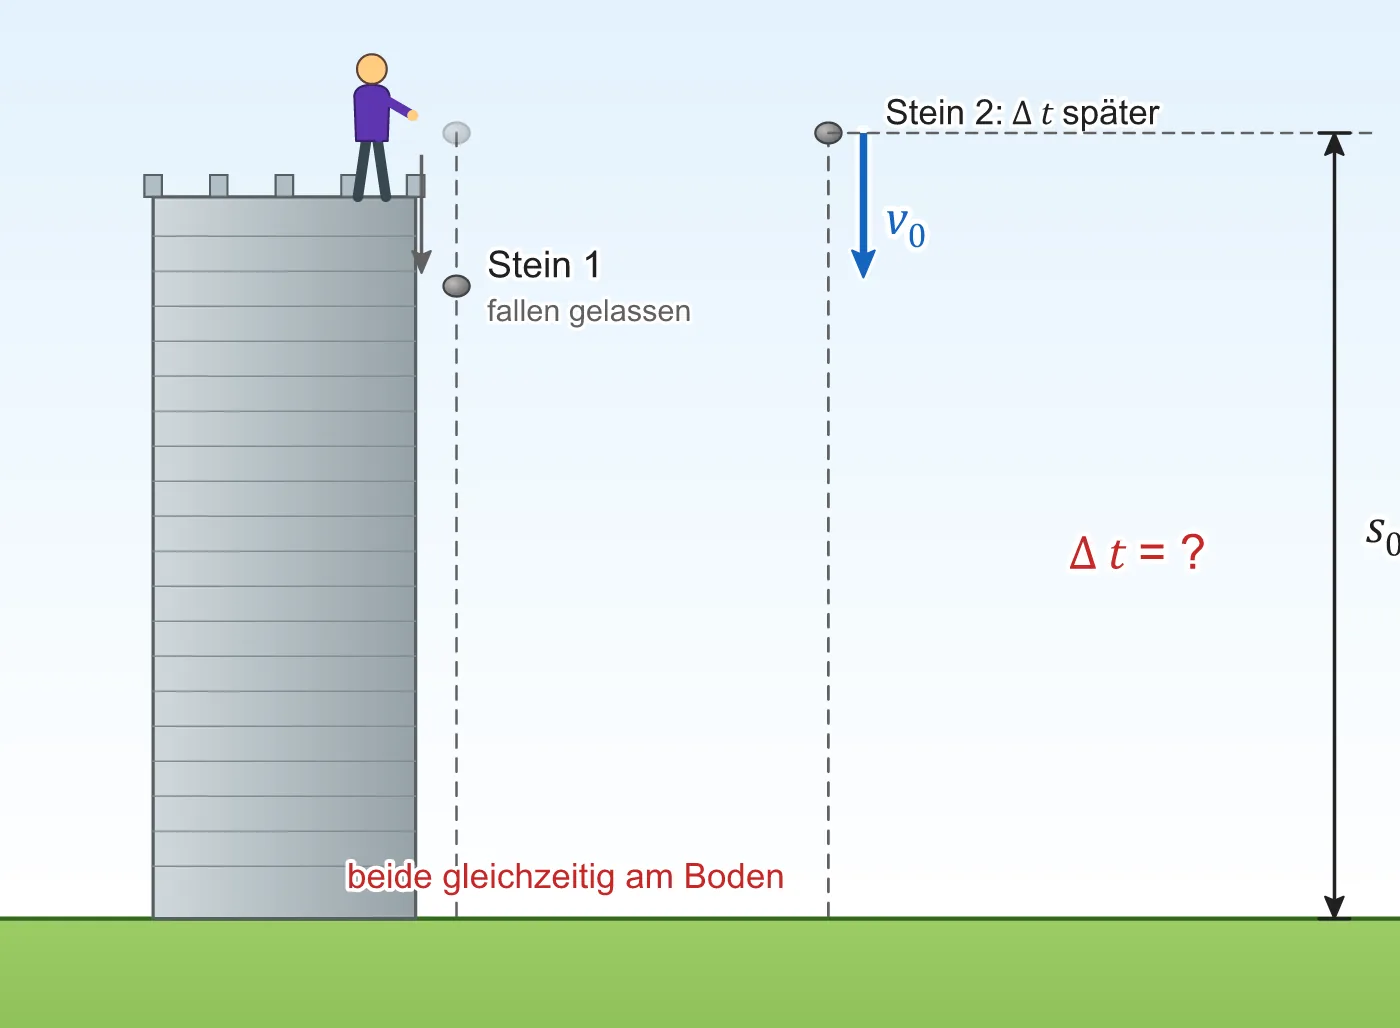 Stein 2: Δ t später
v₀
Stein 1
fallen gelassen
s₀
Δ t = ?
beide gleichzeitig am Boden